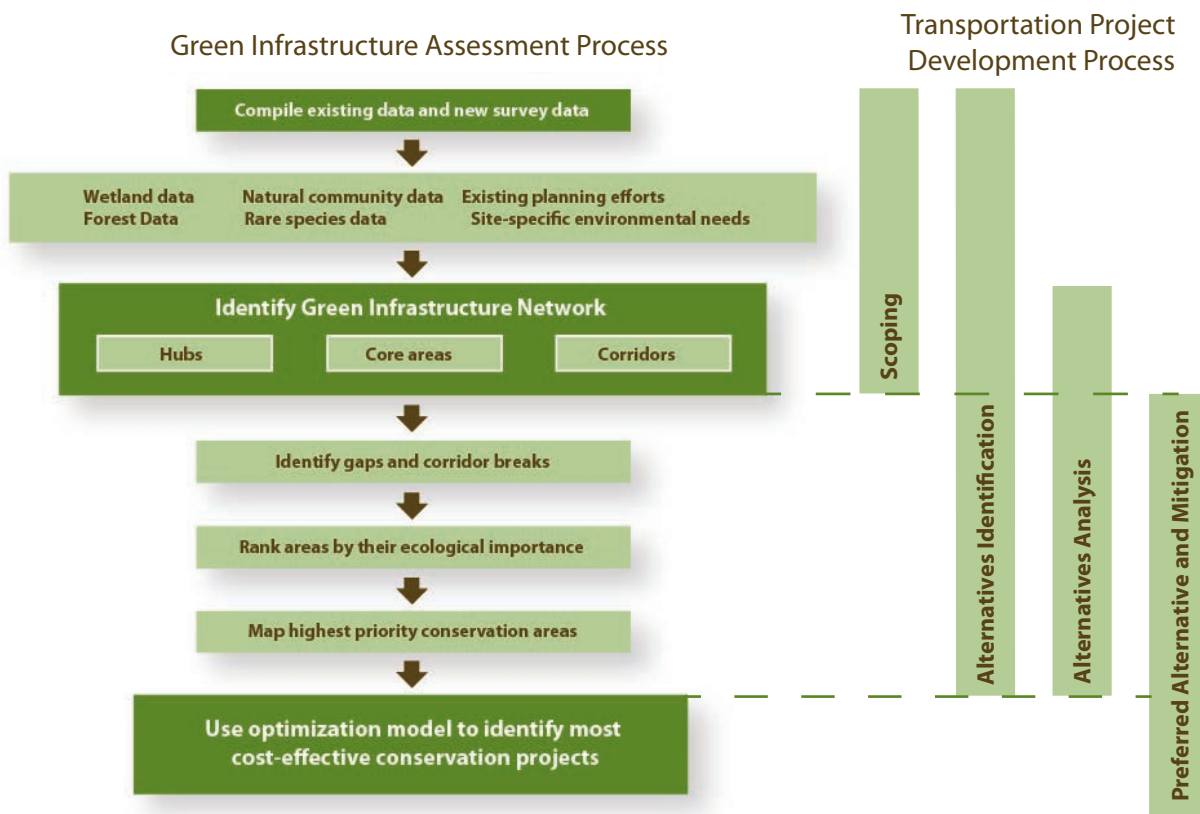 Green Infrastructure Assessment Process
Transportation Project
Development Process
Compile existing data and new survey data
Wetland data Natural community data Existing planning efforts
Forest Data Rare species data Site-specific environmental needs
Identify Green Infrastructure Network
Hubs Core areas Corridors
Identify gaps and corridor breaks
Rank areas by their ecological importance
Map highest priority conservation areas
Use optimization model to identify most
cost-effective conservation projects
Scoping
Alternatives Identification
Alternatives Analysis
Preferred Alternative and Mitigation